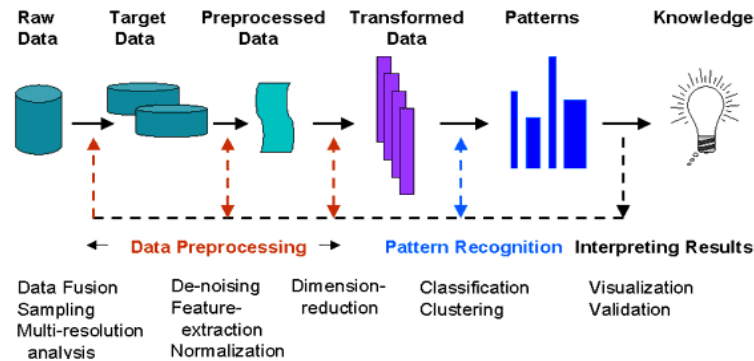 Raw Data
Target Data
Preprocessed Data
Transformed Data
Patterns
Knowledge
Data Preprocessing
Pattern Recognition
Interpreting Results
Data Fusion
Sampling
Multi-resolution
analysis
De-noising
Feature-
extraction
Normalization
Dimension-
reduction
Classification
Clustering
Visualization
Validation